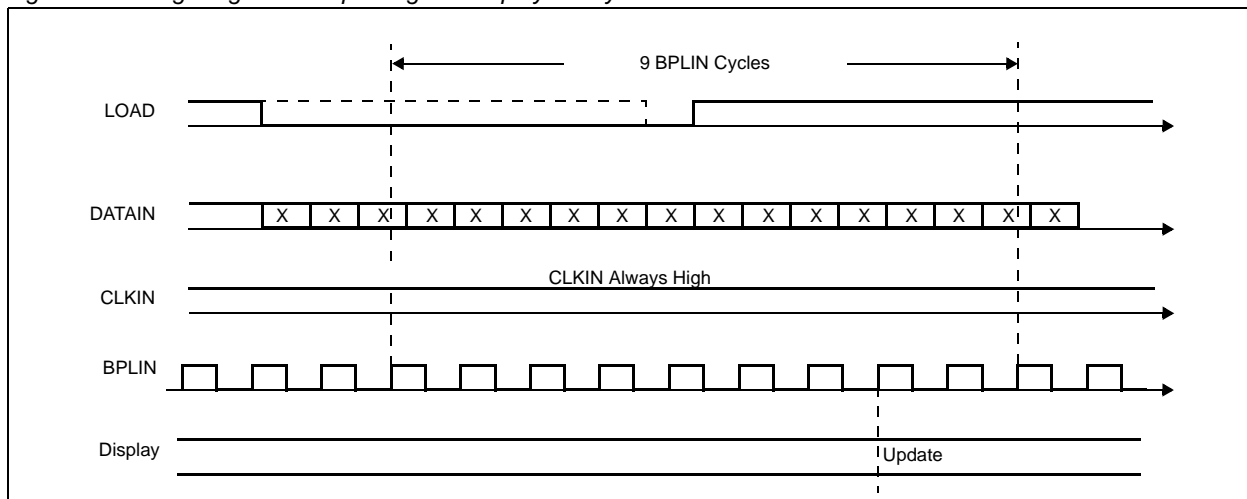 9 BPLIN Cycles
LOAD
DATAIN X X X X X X X X X X X X X X X X X
CLKIN Always High
CLKIN
BPLIN
Display
Update